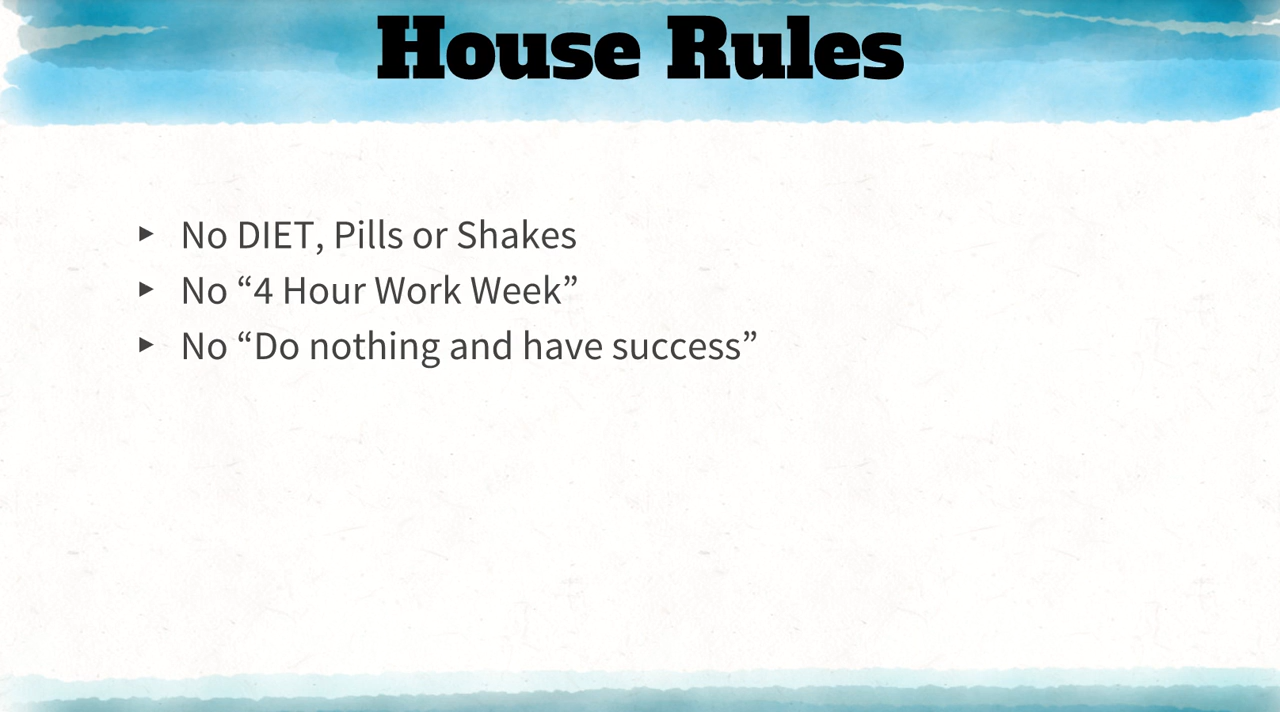 House Rules
No DIET, Pills or Shakes
No “4 Hour Work Week”
No “Do nothing and have success”